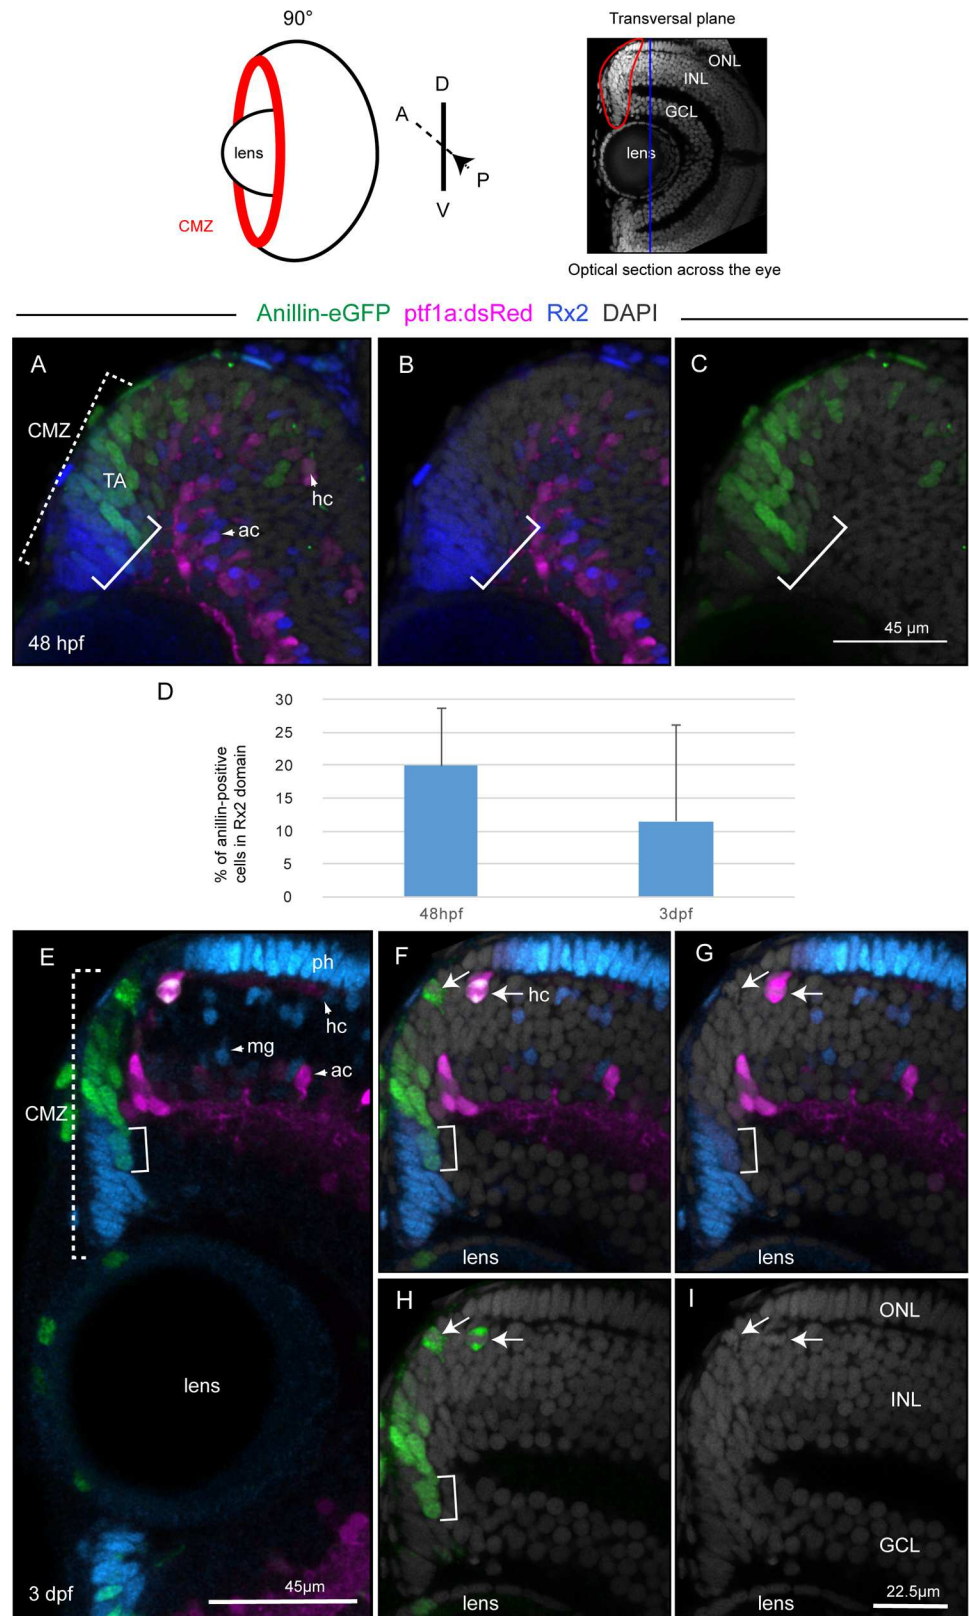 90°
lens
CMZ
D
A
P
V
Transversal plane
ONL
INL
GCL
lens
Optical section across the eye
Anillin-eGFP ptf1a:dsRed Rx2 DAPI
A
CMZ
TA
hc
ac
48 hpf
B
C
45 µm
D
% of anillin-positive
cells in Rx2 domain
30
25
20
15
10
5
0
48hpf
3dpf
E
ph
hc
mg
ac
CMZ
lens
3 dpf
45µm
F
hc
lens
G
lens
H
lens
I
ONL
INL
GCL
lens
22.5µm